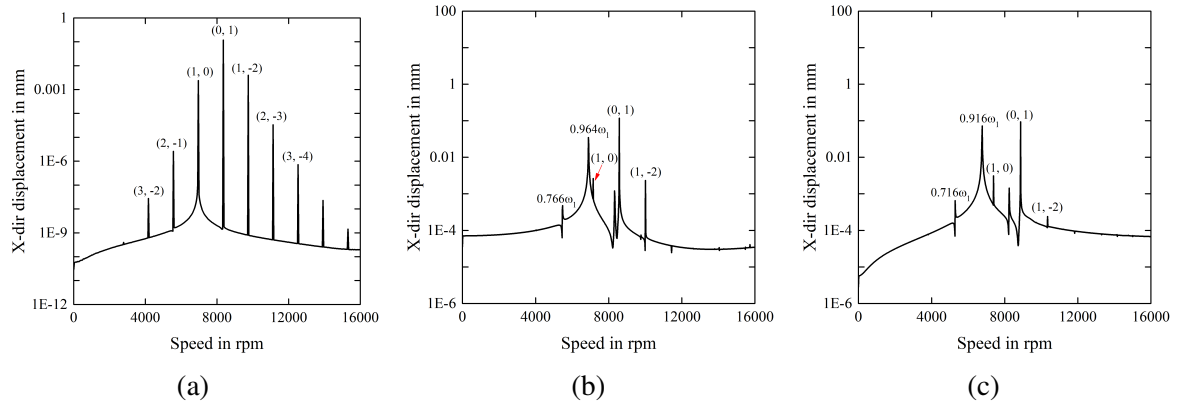 1
(0, 1)
(1, 0)
(1, -2)
0.001
(2, -3)
(2, -1)
1E-6
(3, -4)
(3, -2)
1E-9
1E-12
0
4000
8000
12000
16000
X-dir displacement in mm
Speed in rpm
(a)
100
1
(0, 1)
0.964ω1
0.01
(1, 0)
(1, -2)
0.766ω1
1E-4
1E-6
0
4000
8000
12000
16000
X-dir displacement in mm
Speed in rpm
(b)
100
1
0.916ω1
(0, 1)
0.01
(1, 0)
0.716ω1
(1, -2)
1E-4
1E-6
0
4000
8000
12000
16000
X-dir displacement in mm
Speed in rpm
(c)